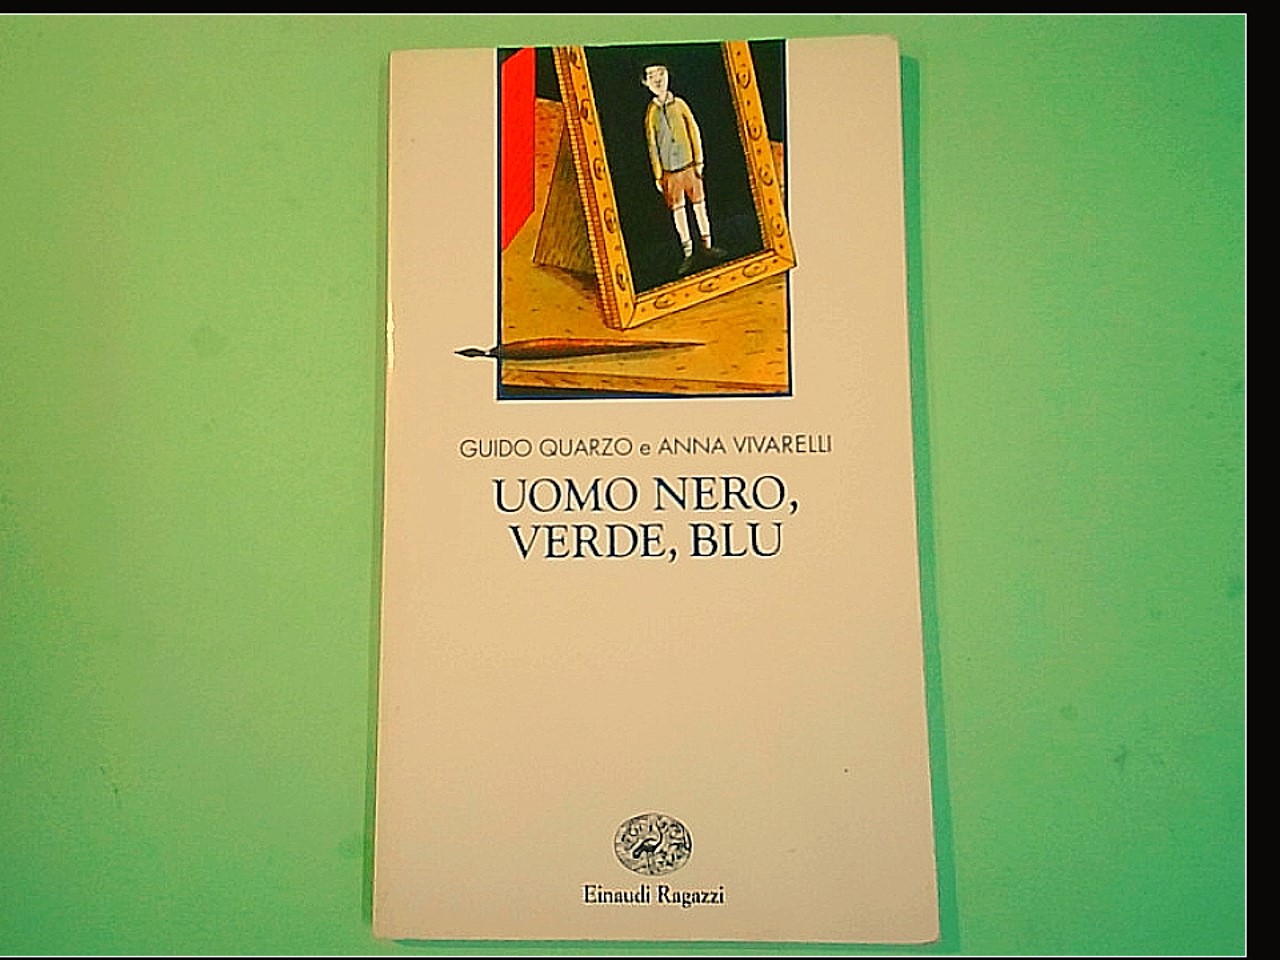 GUIDO QUARZO e ANNA VIVARELLI
UOMO NERO,
VERDE, BLU
Einaudi Ragazzi